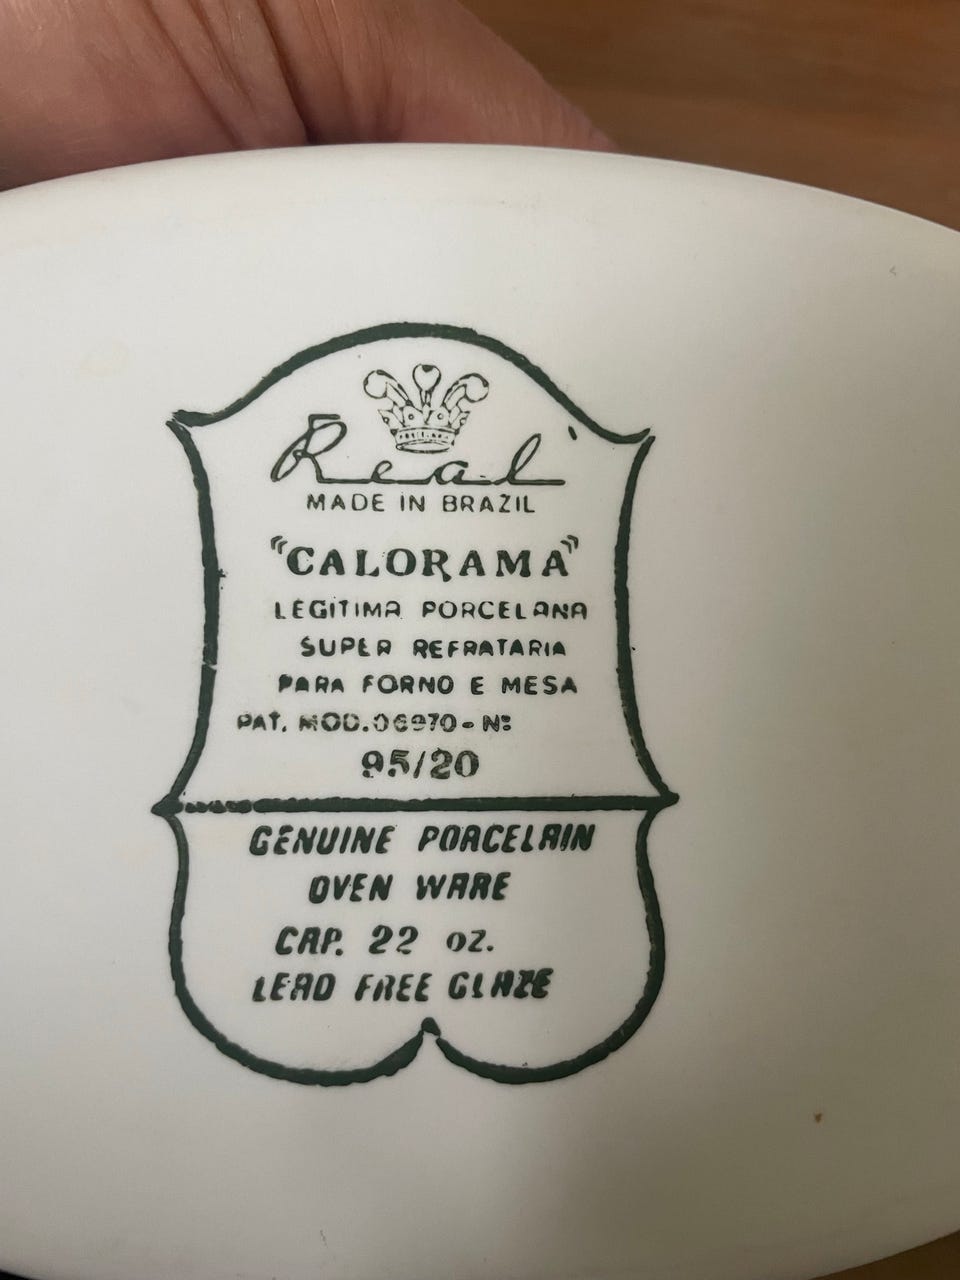 Real
MADE IN BRAZIL
"CALORAMA"
LEGITIMA PORCELANA
SUPER REFRATARIA
PARA FORNO E MESA
PAT. MOD. 06970 - Nº
95/20
GENUINE PORCELAIN
OVEN WARE
CAP. 22 OZ.
LEAD FREE GLAZE